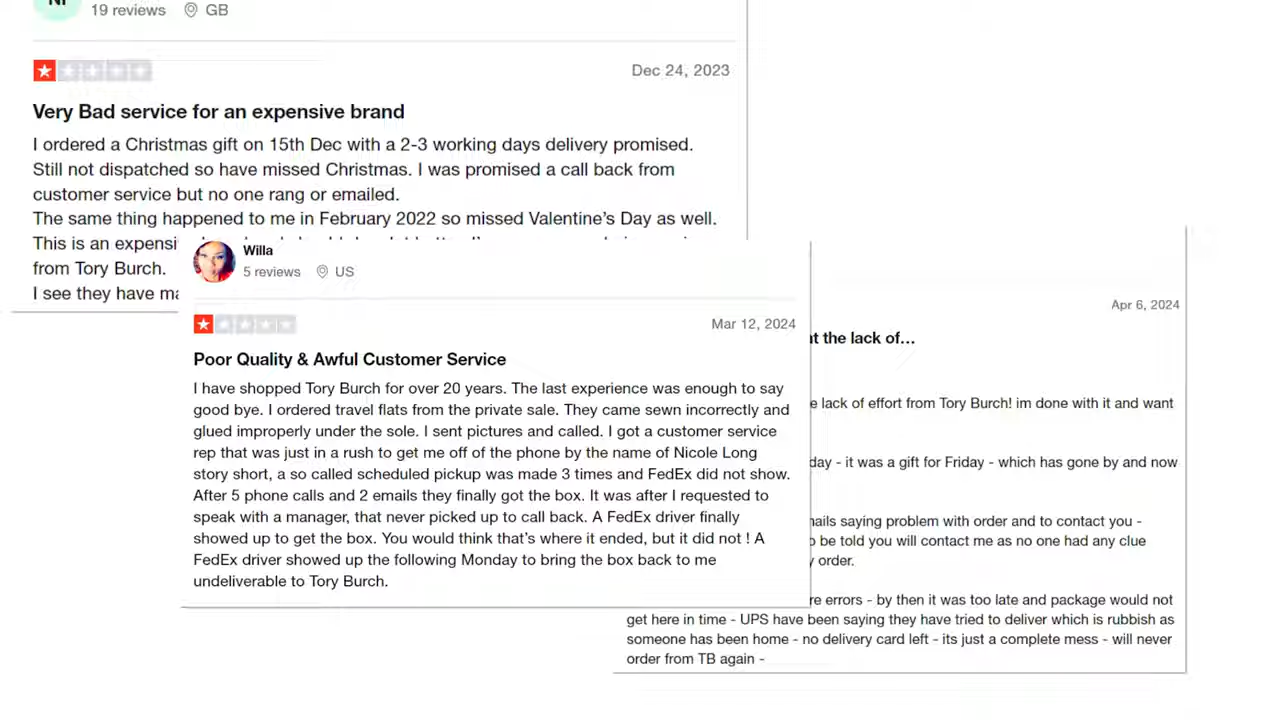 19 reviews GB
Dec 24, 2023
Very Bad service for an expensive brand
I ordered a Christmas gift on 15th Dec with a 2-3 working days delivery promised.
Still not dispatched so have missed Christmas. I was promised a call back from
customer service but no one rang or emailed.
The same thing happened to me in February 2022 so missed Valentine's Day as well.
This is an
from Tory Burch.
I see they have
Willa
5 reviews US
Mar 12, 2024
Poor Quality & Awful Customer Service
I have shopped Tory Burch for over 20 years. The last experience was enough to say
good bye. I ordered travel flats from the private sale. They came sewn incorrectly and
glued improperly under the sole. I sent pictures and called. I got a customer service
rep that was just in a rush to get me off of the phone by the name of Nicole Long
story short, a so called scheduled pickup was made 3 times and FedEx did not show.
After 5 phone calls and 2 emails they finally got the box. It was after I requested to
speak with a manager, that never picked up to call back. A FedEx driver finally
showed up to get the box. You would think that's where it ended, but it did not ! A
FedEx driver showed up the following Monday to bring the box back to me
undeliverable to Tory Burch.
Apr 6, 2024
the lack of...
lack of effort from Tory Burch! im done with it and want
- it was a gift for Friday - which has gone by and now
saying problem with order and to contact you -
be told you will contact me as no one had any clue
order.
errors - by then it was too late and package would not
get here in time - UPS have been saying they have tried to deliver which is rubbish as
someone has been home - no delivery card left - its just a complete mess - will never
order from TB again -